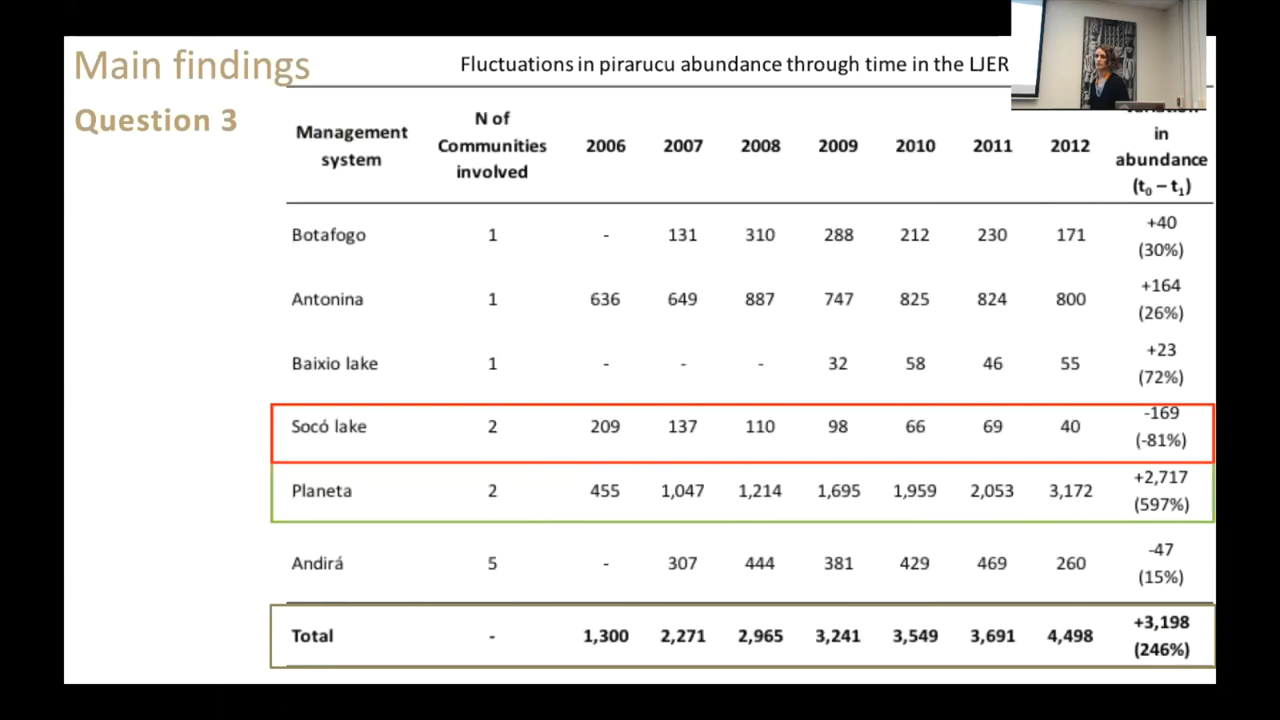 Main findings
Question 3
Fluctuations in pirarucu abundance through time in the LJER
Management system N of Communities involved 2006 2007 2008 2009 2010 2011 2012 in abundance (t₀ – t₁)
Botafogo 1 - 131 310 288 212 230 171 +40 (30%)
Antonina 1 636 649 887 747 825 824 800 +164 (26%)
Baixio lake 1 - - - 32 58 46 55 +23 (72%)
Socó lake 2 209 137 110 98 66 69 40 -169 (-81%)
Planeta 2 455 1,047 1,214 1,695 1,959 2,053 3,172 +2,717 (597%)
Andirá 5 - 307 444 381 429 469 260 -47 (15%)
Total - 1,300 2,271 2,965 3,241 3,549 3,691 4,498 +3,198 (246%)